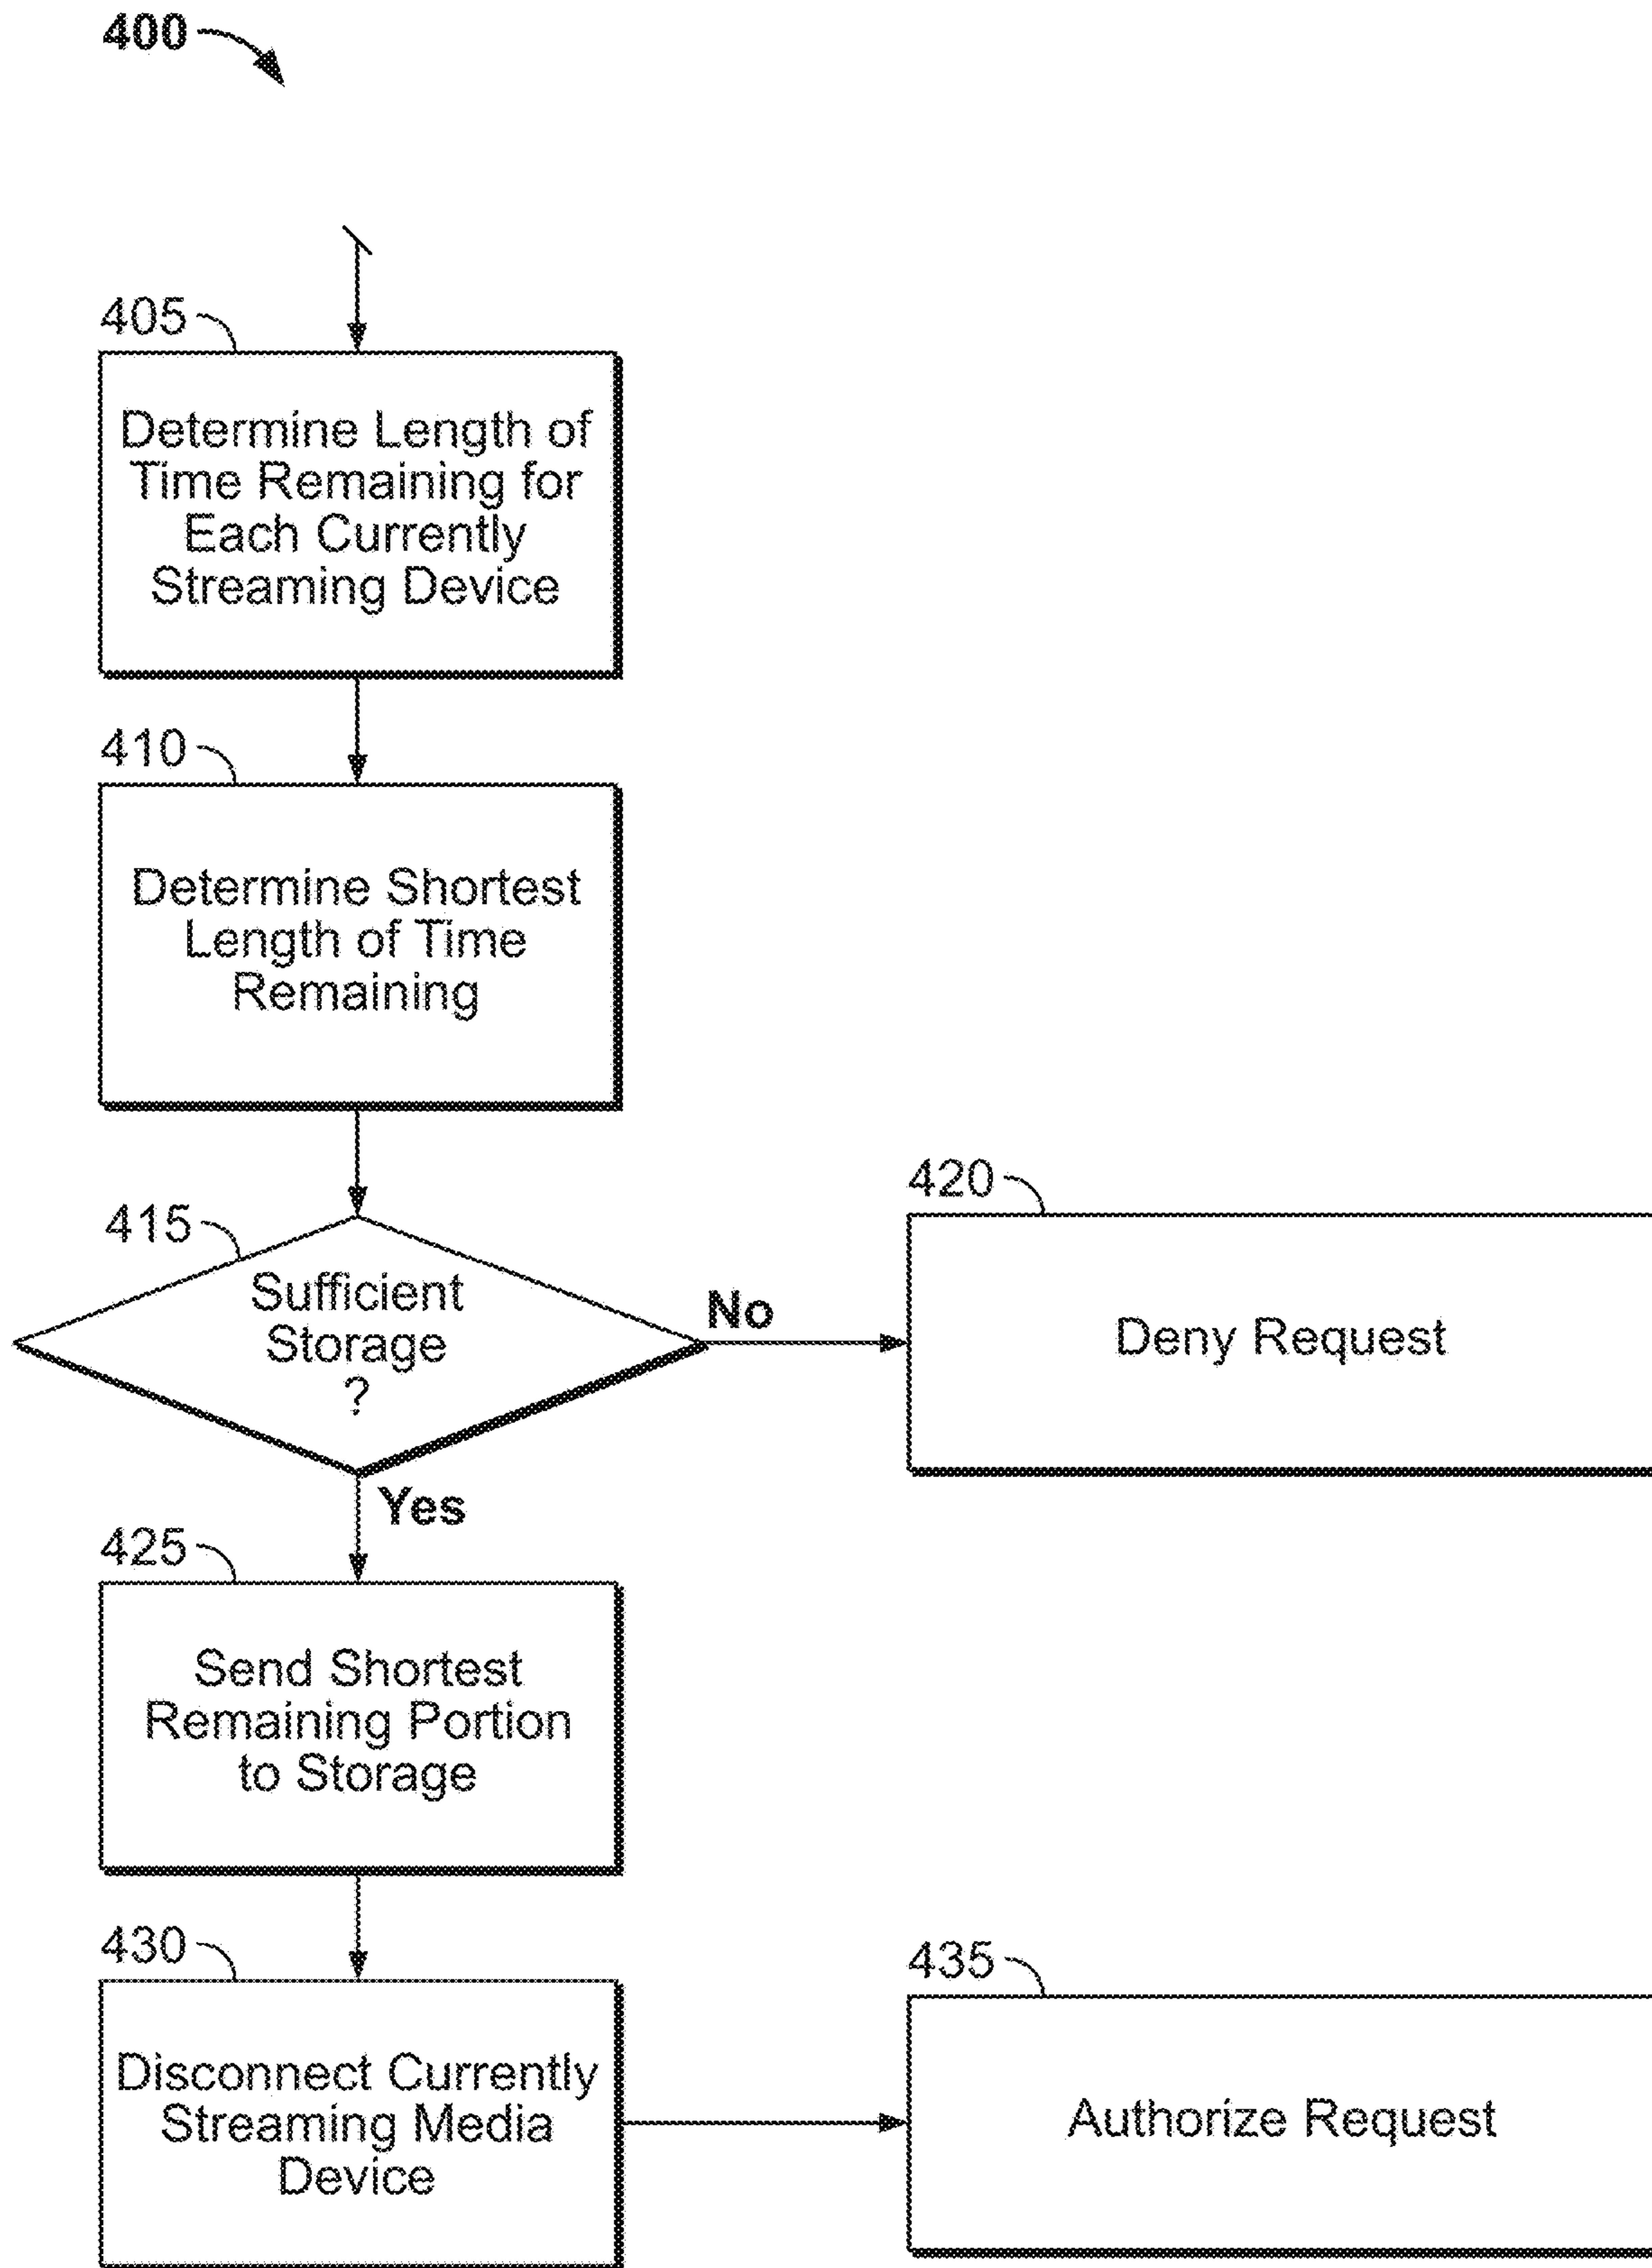 400
405
Determine Length of
Time Remaining for
Each Currently
Streaming Device
410
Determine Shortest
Length of Time
Remaining
415
Sufficient
Storage
?
No
420
Deny Request
Yes
425
Send Shortest
Remaining Portion
to Storage
430
Disconnect Currently
Streaming Media
Device
435
Authorize Request